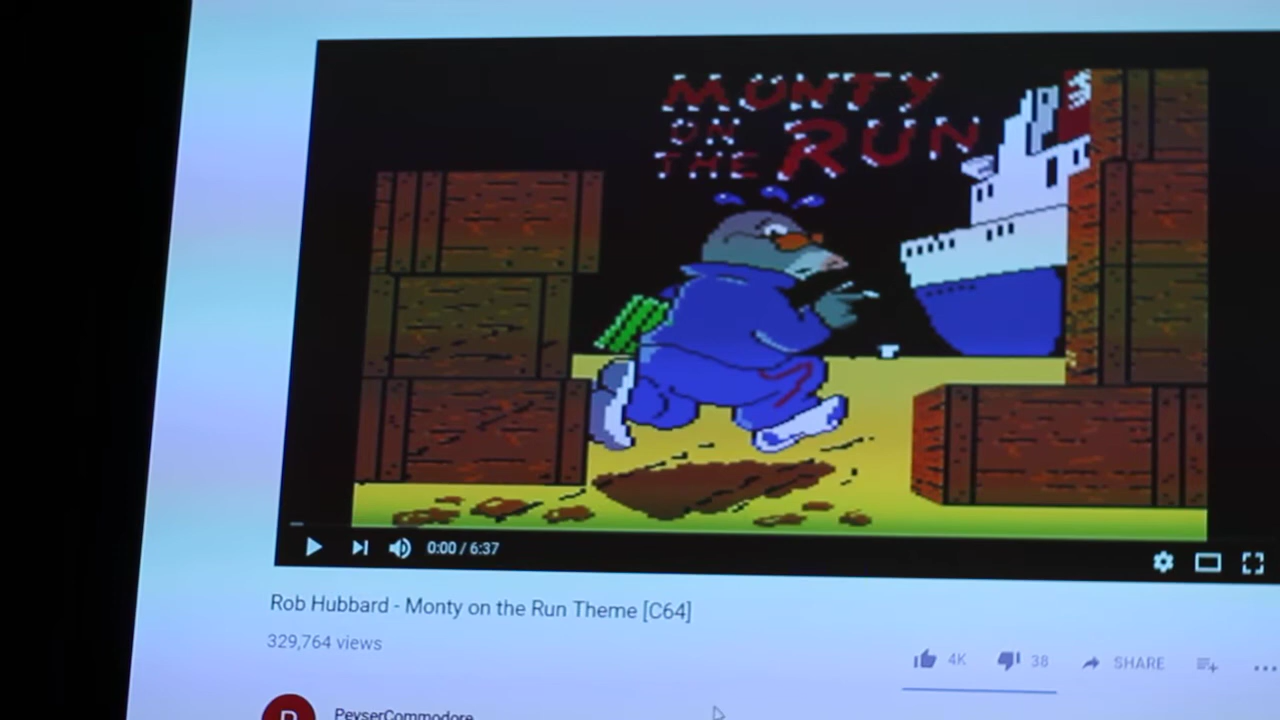 MONTY
ON
THE RUN
0:00 / 6:37
Rob Hubbard - Monty on the Run Theme [C64]
329,764 views
4K
38
SHARE
P
PeyserCommodore